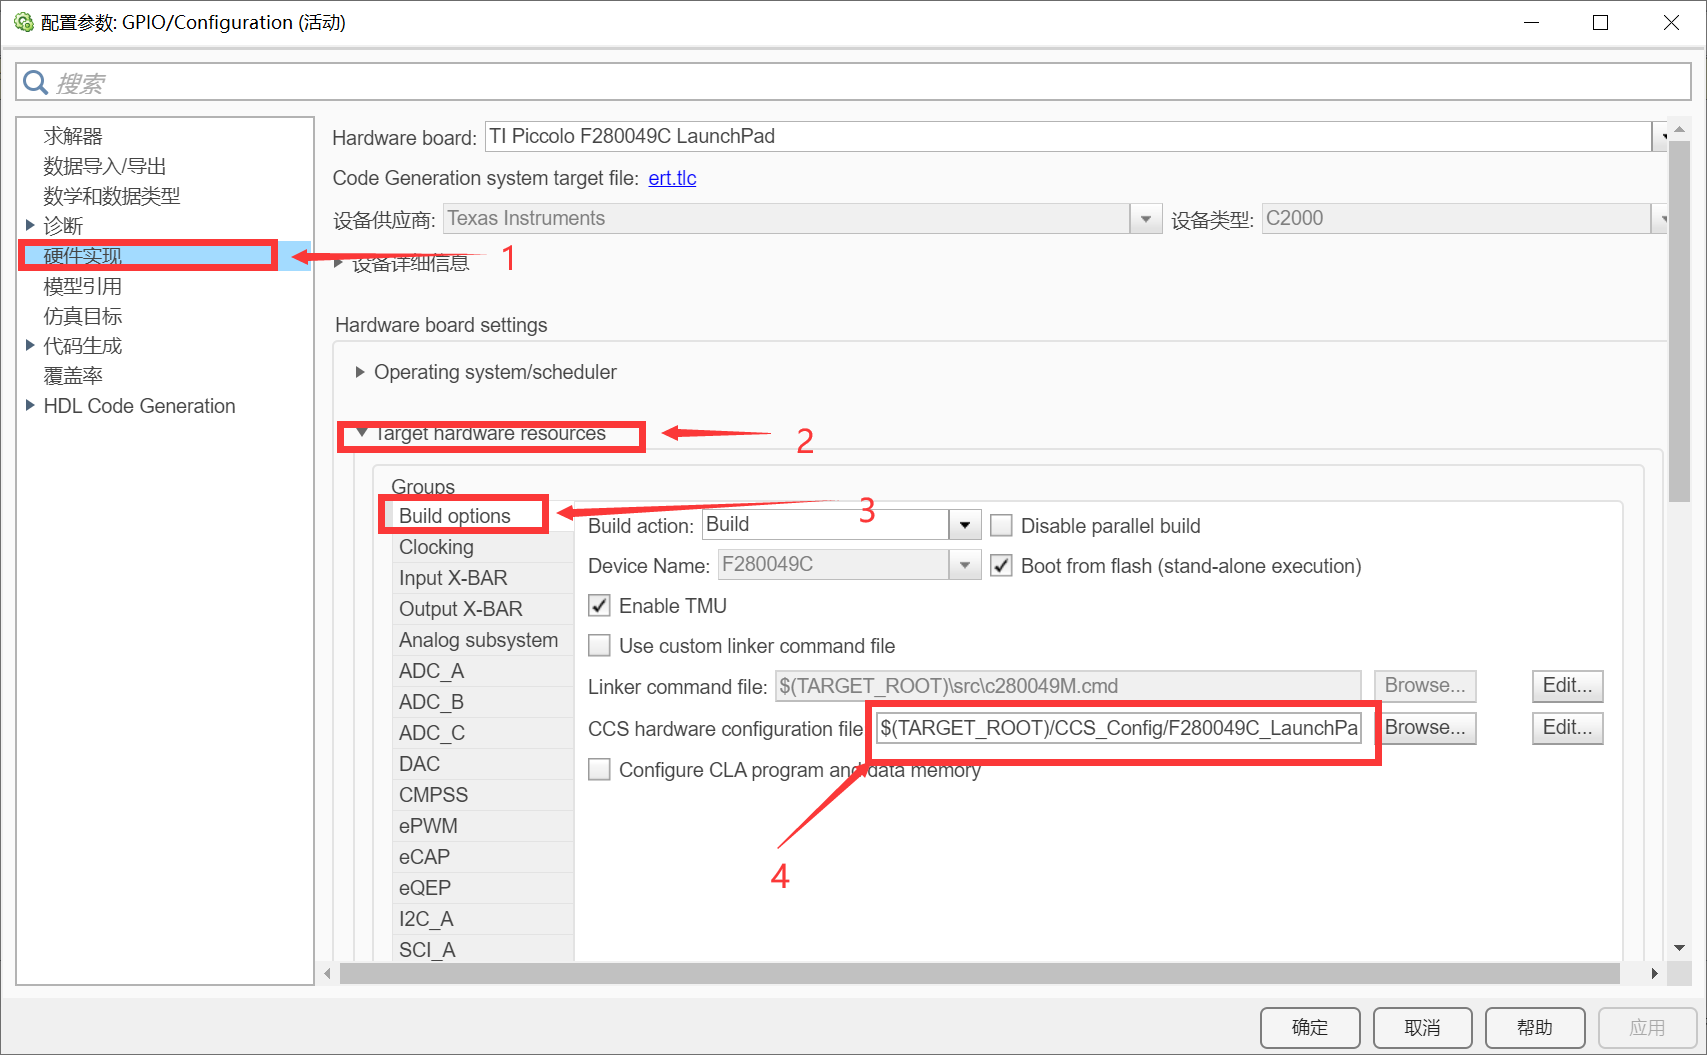 配置参数: GPIO/Configuration (活动)
搜索
求解器
数据导入/导出
数学和数据类型
诊断
硬件实现
模型引用
仿真目标
代码生成
覆盖率
HDL Code Generation
1
Hardware board: TI Piccolo F280049C LaunchPad
Code Generation system target file: ert.tlc
设备供应商: Texas Instruments 设备类型: C2000
设备详细信息
Hardware board settings
Operating system/scheduler
Target hardware resources
2
Groups
Build options
Clocking
Input X-BAR
Output X-BAR
Analog subsystem
ADC_A
ADC_B
ADC_C
DAC
CMPSS
ePWM
eCAP
eQEP
I2C_A
SCI_A
3
Build action: Build Disable parallel build
Device Name: F280049C Boot from flash (stand-alone execution)
Enable TMU
Use custom linker command file
Linker command file: $(TARGET_ROOT)\src\c280049M.cmd Browse... Edit...
CCS hardware configuration file $(TARGET_ROOT)/CCS_Config/F280049C_LaunchPa Browse... Edit...
Configure CLA program and data memory
4
确定 取消 帮助 应用